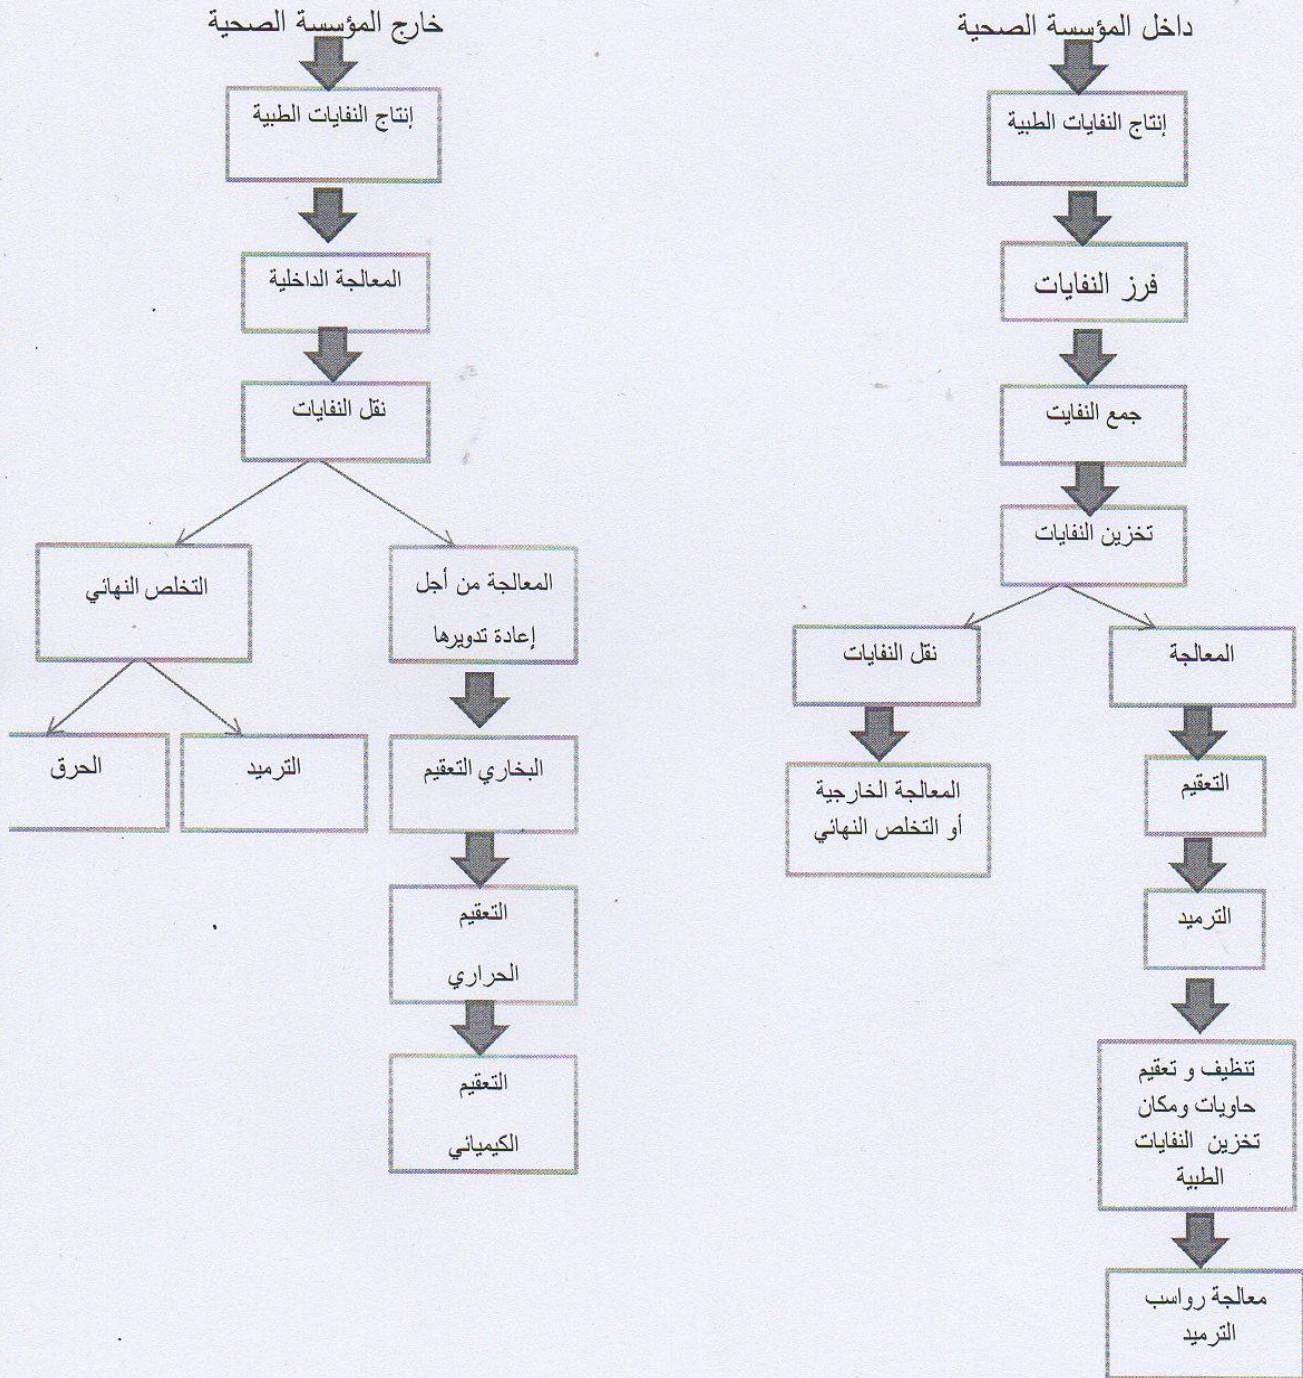 داخل المؤسسة الصحية
إنتاج النفايات الطبية
فرز النفايات
جمع النفايت
تخزين النفايات
المعالجة
التعقيم
الترميد
تنظيف و تعقيم
حاويات ومكان
تخزين النفايات
الطبية
معالجة رواسب
الترميد
نقل النفايات
المعالجة الخارجية
أو التخلص النهائي
خارج المؤسسة الصحية
إنتاج النفايات الطبية
المعالجة الداخلية
نقل النفايات
المعالجة من أجل
إعادة تدويرها
البخاري التعقيم
التعقيم
الحراري
التعقيم
الكيميائي
التخلص النهائي
الترميد
الحرق